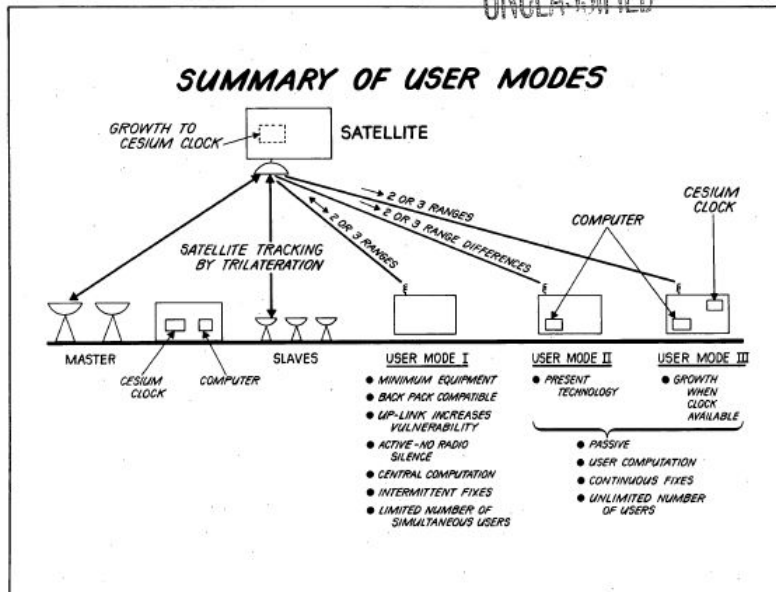 UNCLASSIFIED
SUMMARY OF USER MODES
GROWTH TO
CESIUM CLOCK
SATELLITE
2 OR 3 RANGES
2 OR 3 RANGE DIFFERENCES
2 OR 3 RANGES
CESIUM
CLOCK
COMPUTER
SATELLITE TRACKING
BY TRILATERATION
MASTER
CESIUM
CLOCK
COMPUTER
SLAVES
USER MODE I
● MINIMUM EQUIPMENT
● BACK PACK COMPATIBLE
● UP-LINK INCREASES
VULNERABILITY
● ACTIVE-NO RADIO
SILENCE
● CENTRAL COMPUTATION
● INTERMITTENT FIXES
● LIMITED NUMBER OF
SIMULTANEOUS USERS
USER MODE II
● PRESENT
TECHNOLOGY
USER MODE III
● GROWTH
WHEN
CLOCK
AVAILABLE
● PASSIVE
● USER COMPUTATION
● CONTINUOUS FIXES
● UNLIMITED NUMBER
OF USERS